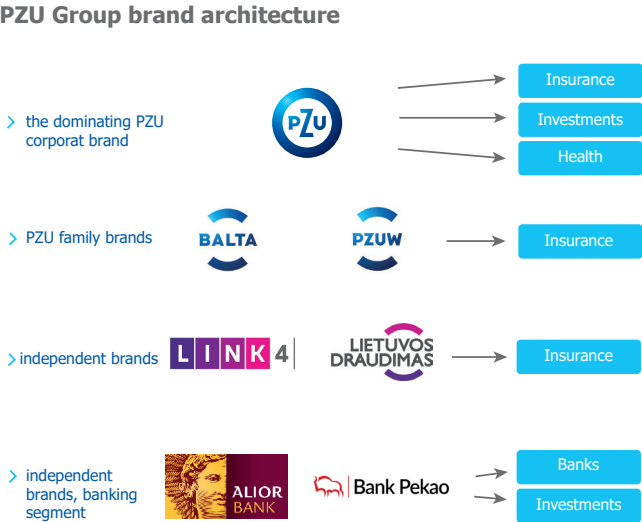 PZU Group brand architecture
Insurance
the dominating PZU
corporat brand
PZU
Investments
Health
PZU family brands
BALTA
PZUW
Insurance
independent brands
LINK4
LIETUVOS
DRAUDIMAS
Insurance
independent
brands, banking
segment
ALIOR
BANK
Bank Pekao
Banks
Investments